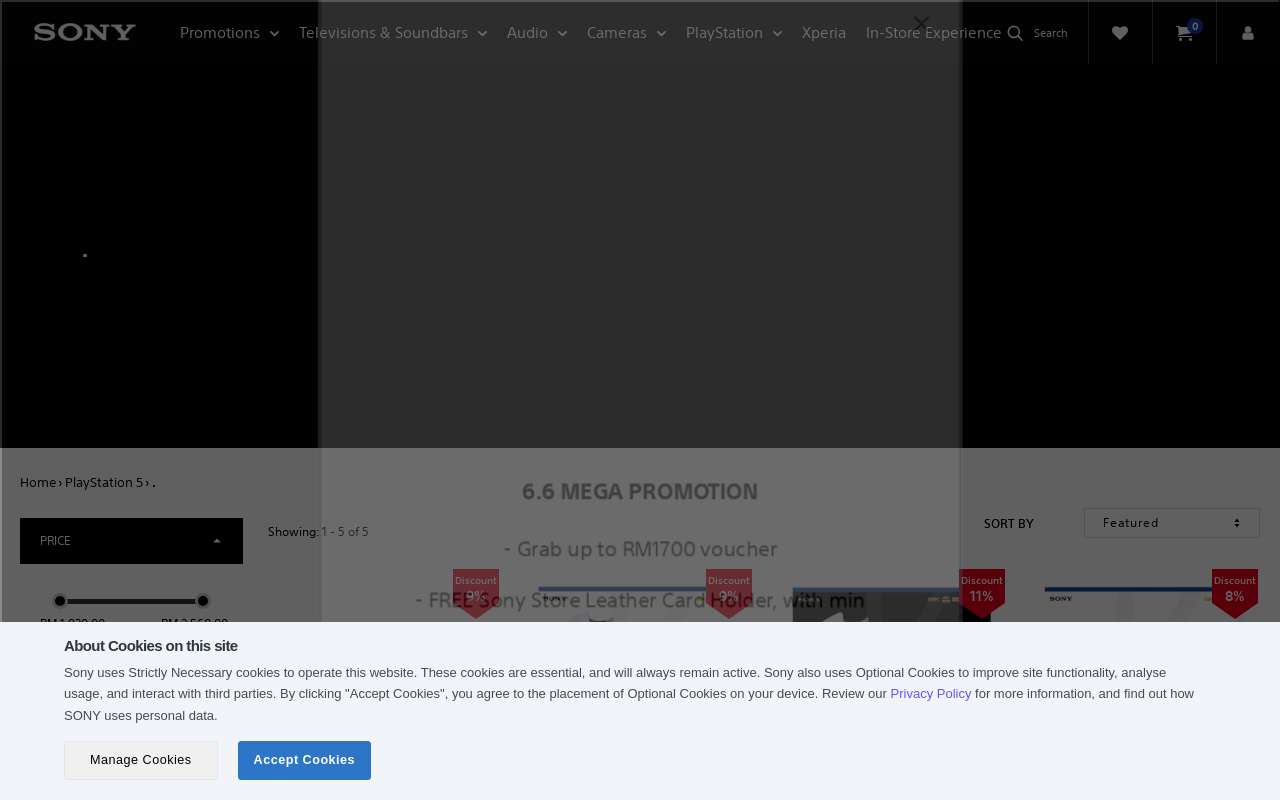 SONY
Promotions
Televisions & Soundbars
Audio
Cameras
PlayStation
Xperia
In-Store Experience
Search
0
Home › PlayStation 5 › .
6.6 MEGA PROMOTION
SORT BY
Featured
PRICE
Showing: 1 - 5 of 5
- Grab up to RM1700 voucher
Discount
9%
Discount
9%
Discount
11%
Discount
8%
SONY
SONY
SONY
- FREE Sony Store Leather Card Holder, with min
About Cookies on this site
Sony uses Strictly Necessary cookies to operate this website. These cookies are essential, and will always remain active. Sony also uses Optional Cookies to improve site functionality, analyse
usage, and interact with third parties. By clicking "Accept Cookies", you agree to the placement of Optional Cookies on your device. Review our Privacy Policy for more information, and find out how
SONY uses personal data.
Manage Cookies
Accept Cookies